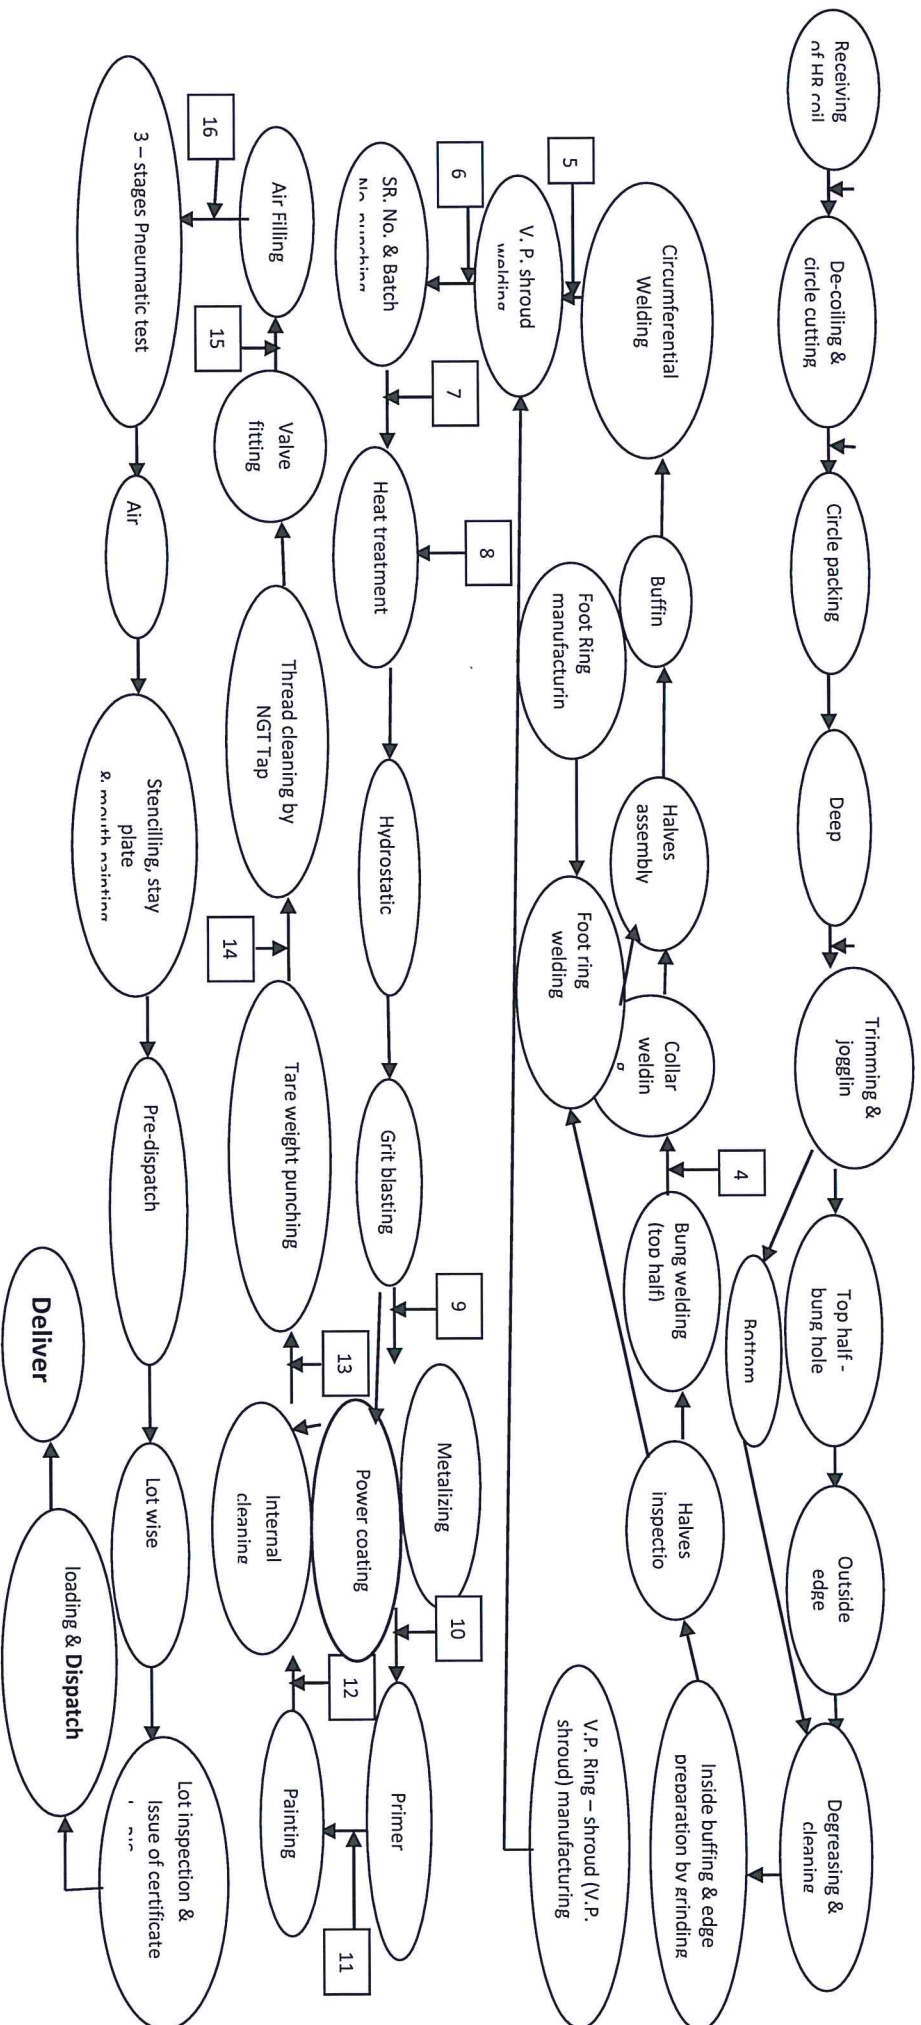 Receiving
of HR coil
De-coiling &
circle cutting
Circle packing
Deep
Trimming &
jogglin
Top half -
bung hole
Outside
edge
Bottom
Degreasing &
cleaning
Inside buffing & edge
preparation by grinding
Halves
inspectio
Bung welding
(top half)
4
Collar
weldin
g
Halves
assembly
Buffin
Circumferential
Welding
Foot Ring
manufacturin
Foot ring
welding
V.P. Ring – shroud (V.P.
shroud) manufacturing
5
V. P. shroud
welding
6
SR. No. & Batch
No. punching
7
Heat treatment
8
Hydrostatic
Grit blasting
9
Metalizing
Power coating
10
Primer
11
Painting
12
Internal
cleaning
13
Tare weight punching
14
Thread cleaning by
NGT Tap
Valve
fitting
15
Air Filling
16
3 – stages Pneumatic test
Air
Stencilling, stay
plate
& mouth painting
Pre-dispatch
Lot wise
Lot inspection &
Issue of certificate
loading & Dispatch
Deliver